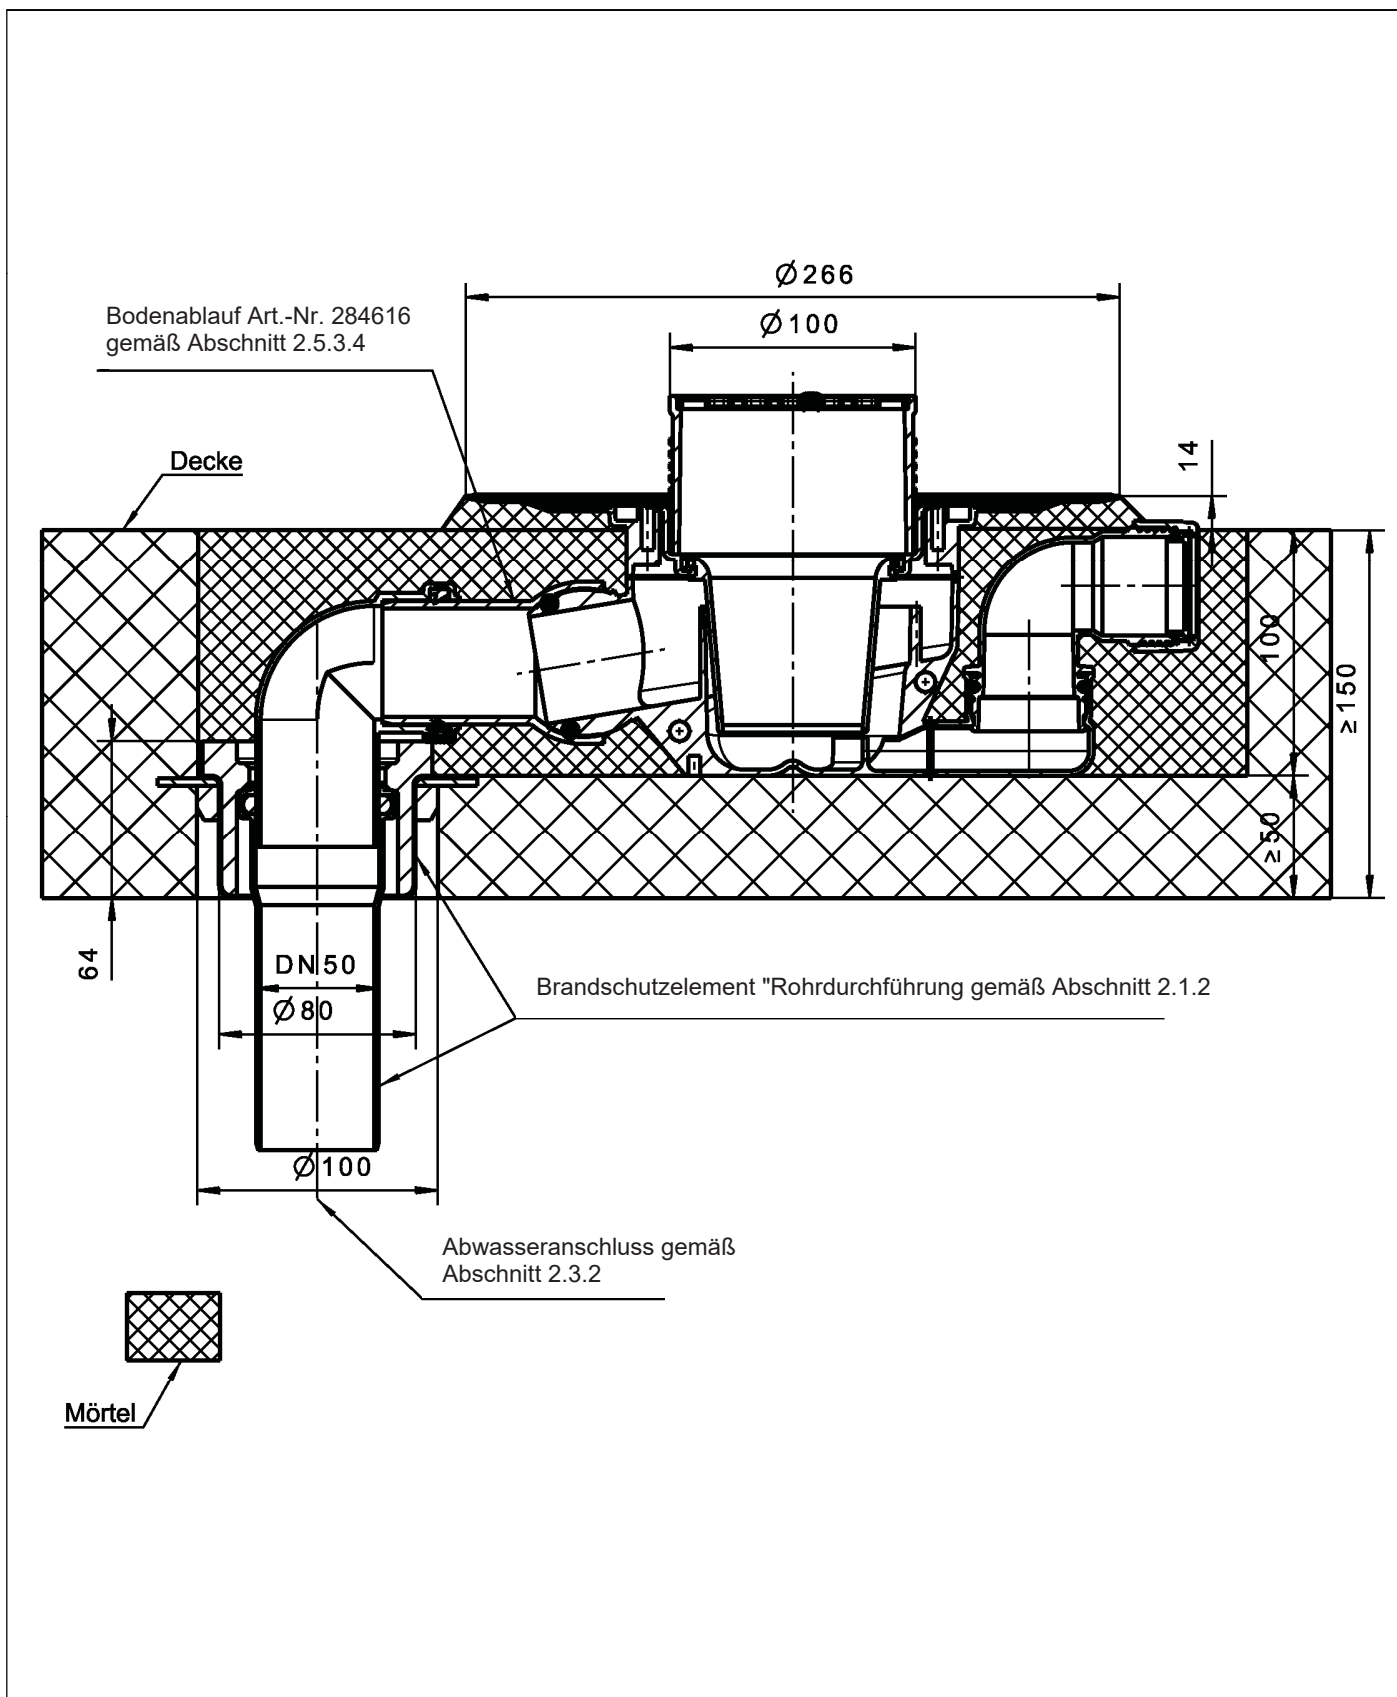 Ø266
Bodenablauf Art.-Nr. 284616
gemäß Abschnitt 2.5.3.4
Ø100
Decke
14
100
≥150
≥50
64
DN50
Ø80
Brandschutzelement "Rohrdurchführung gemäß Abschnitt 2.1.2
Ø100
Abwasseranschluss gemäß
Abschnitt 2.3.2
Mörtel